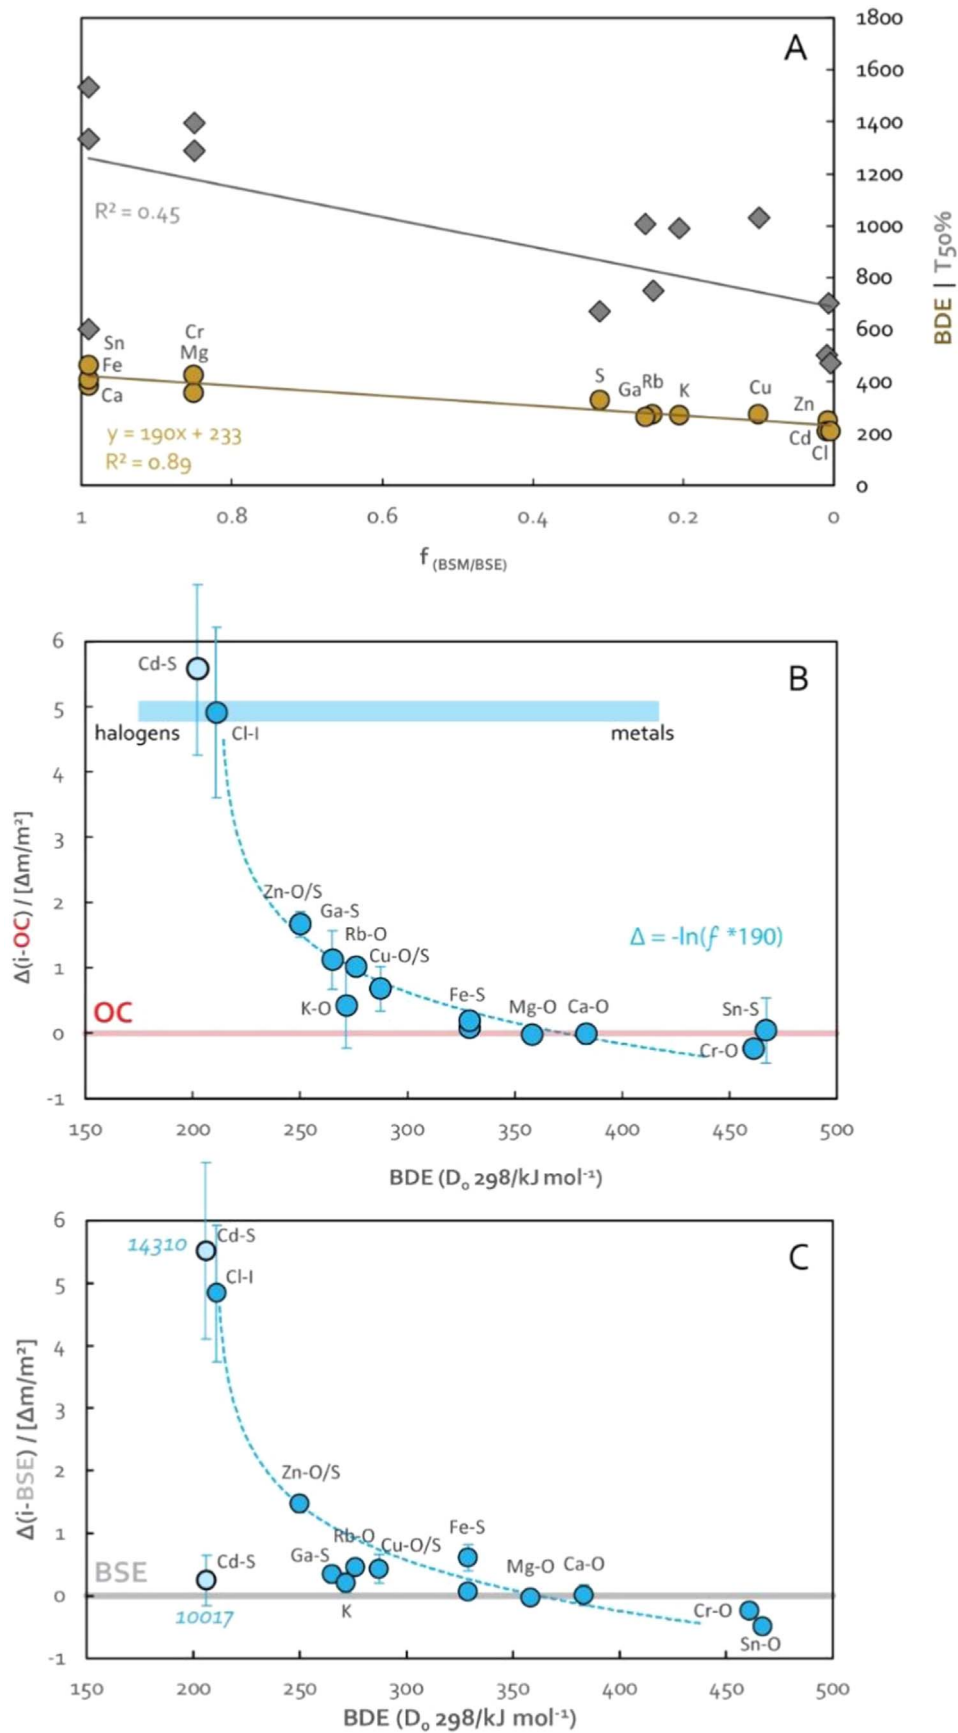 A
1800
1600
1400
1200
1000
800
600
400
200
0
BDE | T50%
R² = 0.45
Sn
Fe
Ca
Cr
Mg
S
Ga
Rb
K
Cu
Zn
Cd
Cl
y = 190x + 233
R² = 0.89
1
0.8
0.6
0.4
0.2
0
f (BSM/BSE)
B
6
5
4
3
2
1
0
-1
Δ(i-OC) / [Δm/m²]
Cd-S
halogens
Cl-I
metals
Zn-O/S
Ga-S
Rb-O
Cu-O/S
K-O
Δ = -ln(f *190)
OC
Fe-S
Mg-O
Ca-O
Sn-S
Cr-O
150
200
250
300
350
400
450
500
BDE (Do 298/kJ mol-1)
C
6
5
4
3
2
1
0
-1
Δ(i-BSE) / [Δm/m²]
14310
Cd-S
Cl-I
Zn-O/S
Rb-O
Cu-O/S
Ga-S
K
Fe-S
Mg-O
Ca-O
Cr-O
Sn-O
BSE
Cd-S
10017
150
200
250
300
350
400
450
500
BDE (Do 298/kJ mol-1)